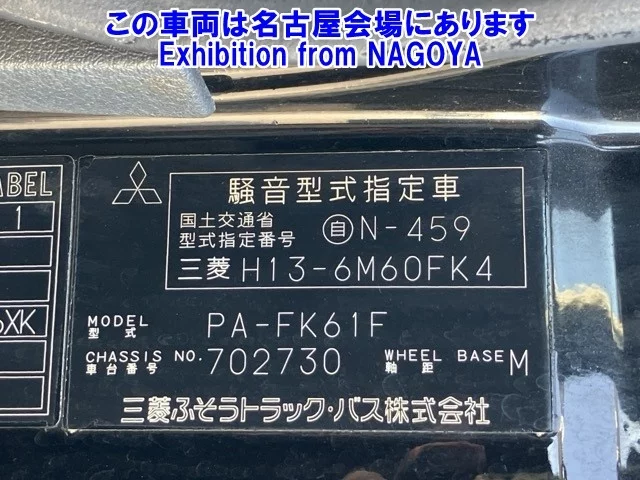 この車両は名古屋会場にあります
Exhibition from NAGOYA
ABEL
1
XK
騒音型式指定車
国土交通省
型式指定番号 自N-459
三菱 H13-6M60FK4
MODEL PA-FK61F
型式
CHASSIS NO. 702730 WHEEL BASE M
車台番号 軸距
三菱ふそうトラック・バス株式会社